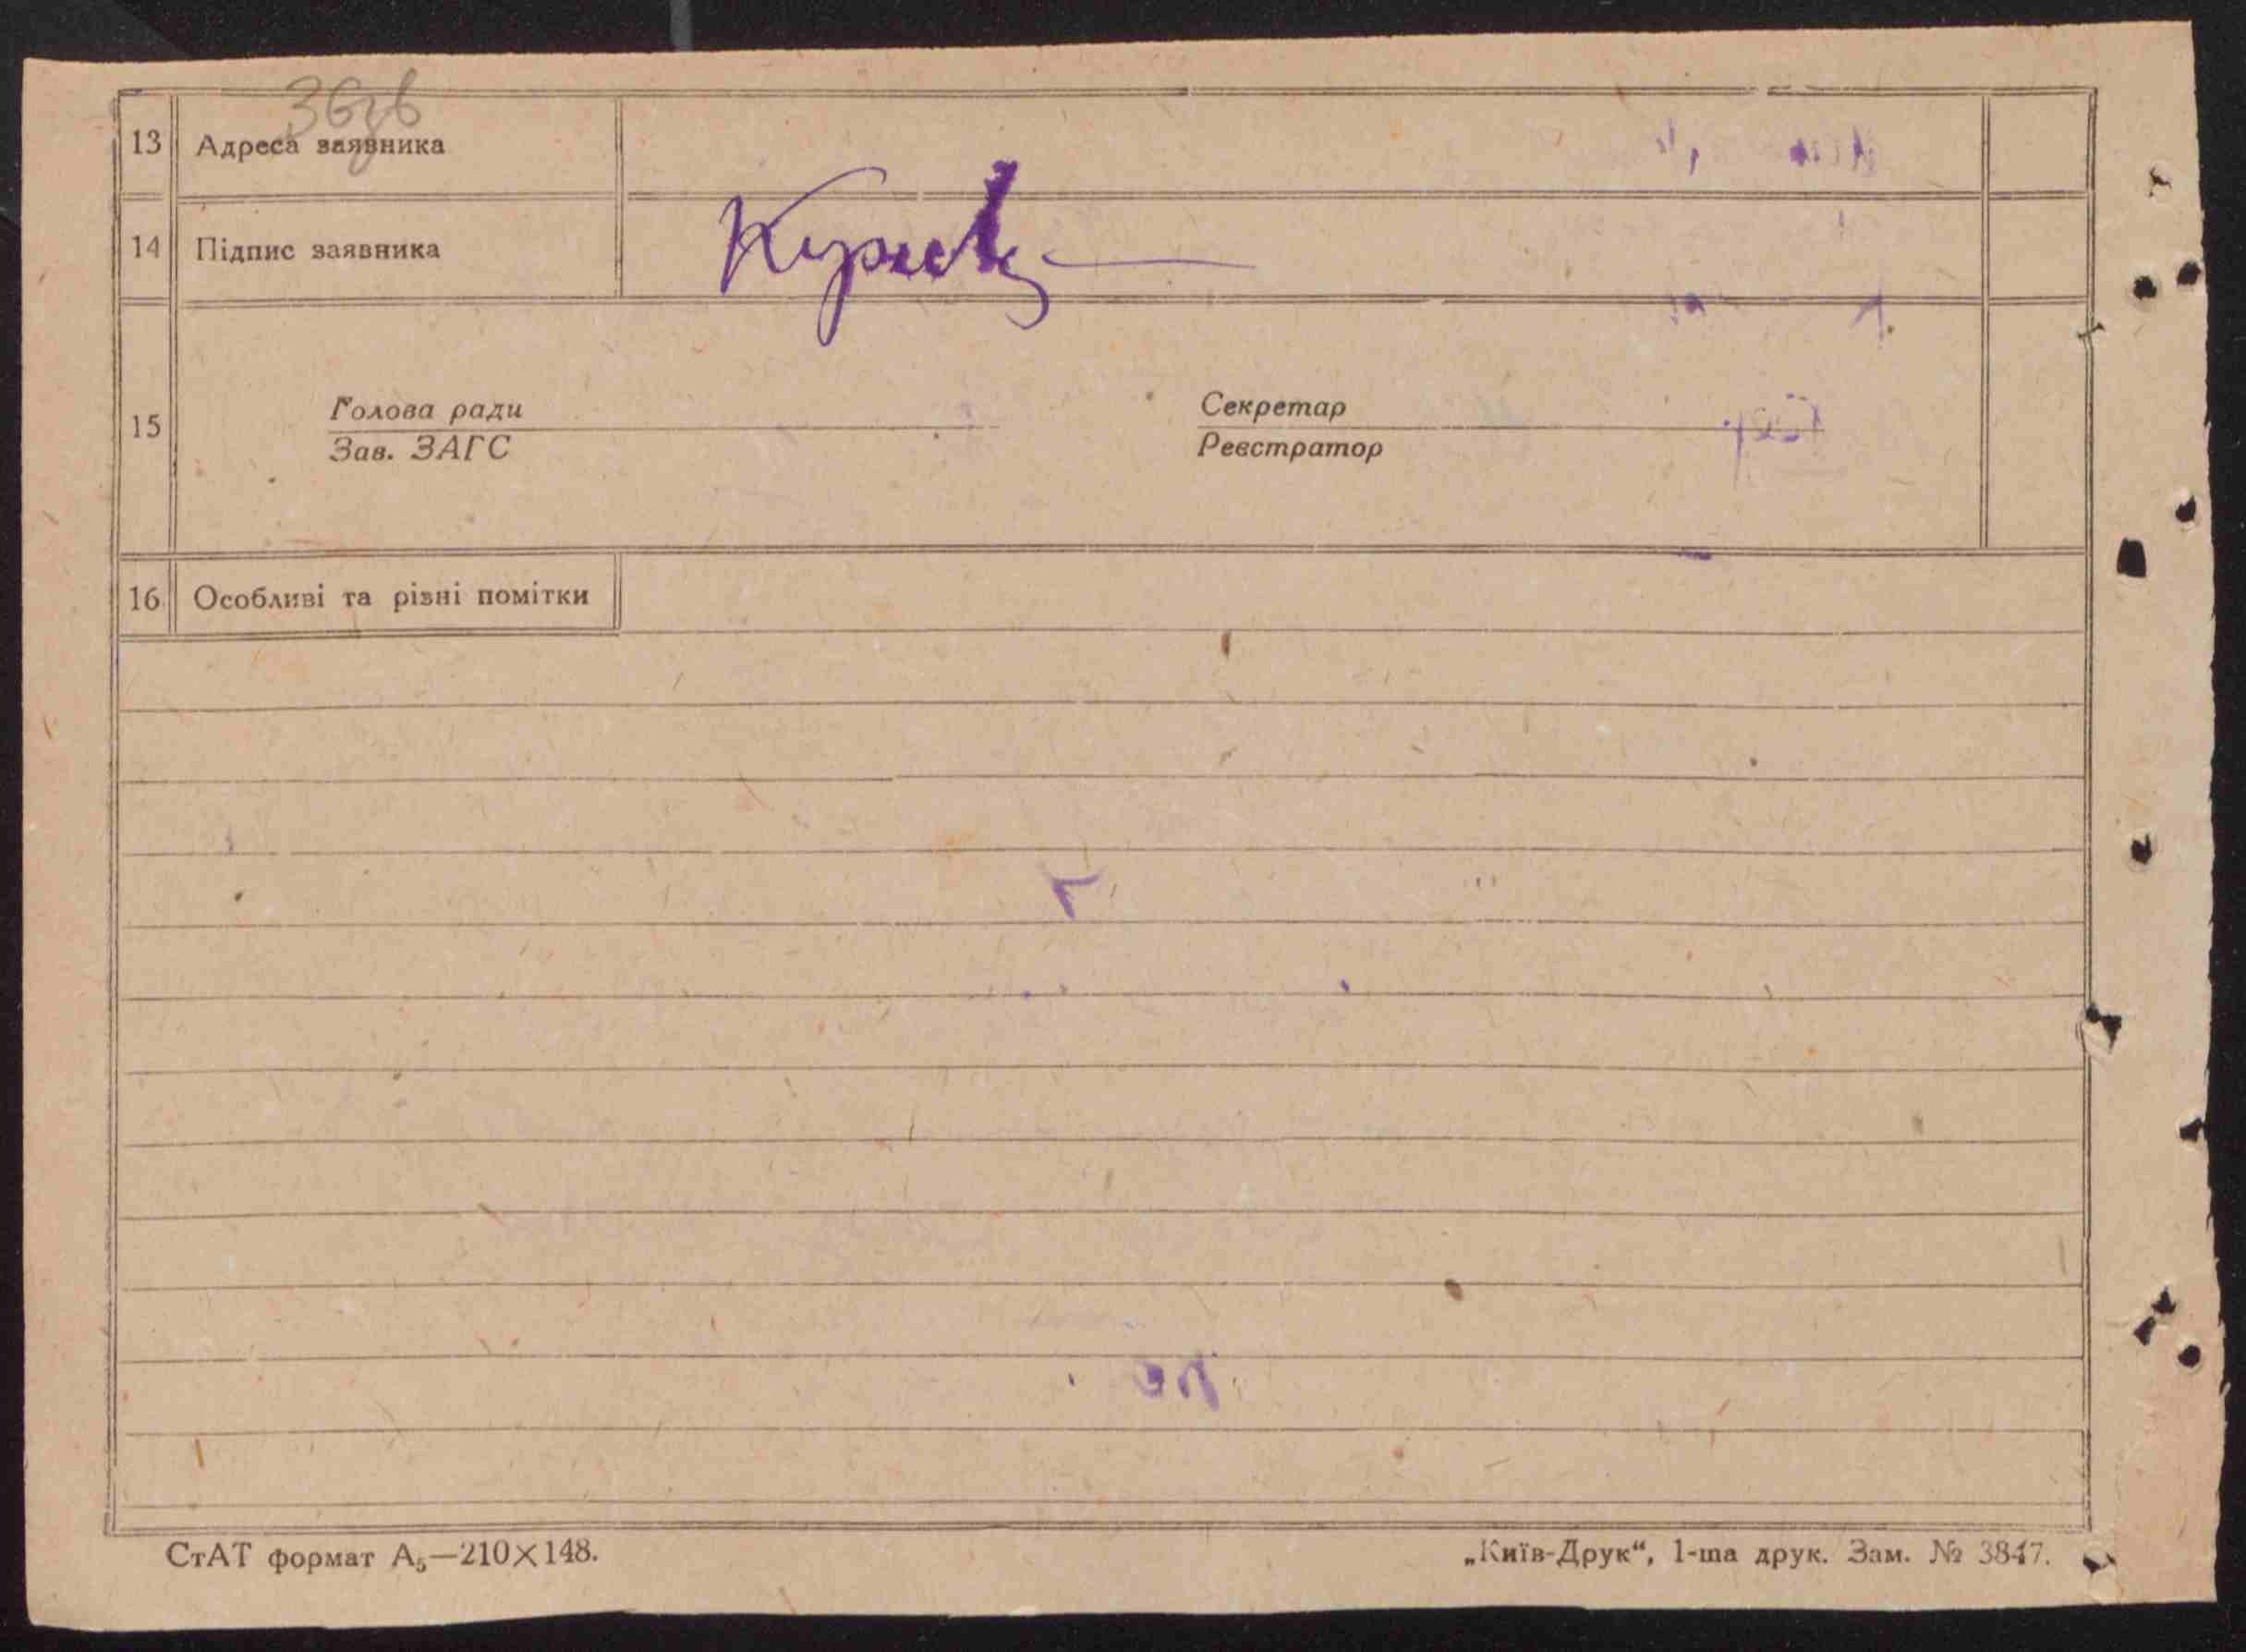 13 Адреса заявника
14 Підпис заявника
15 Голова ради Секретар
Зав. ЗАГС Реєстратор
16 Особливі та різні помітки
СтАТ формат А₅—210×148. „Київ-Друк“, 1-ша друк. Зам. № 3847.